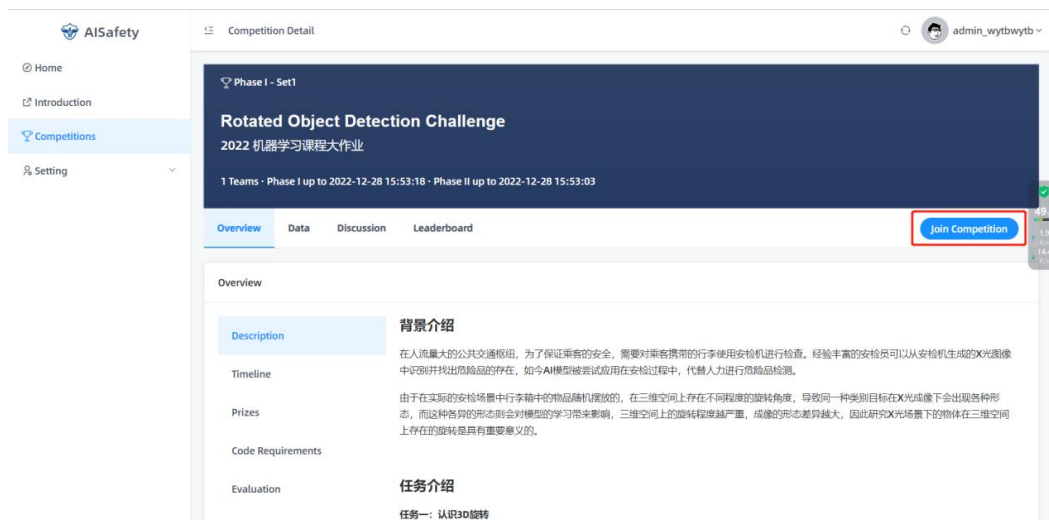 AISafety
Competition Detail
admin_wytbwytb
Home
Introduction
Competitions
Setting
Phase I - Set1
Rotated Object Detection Challenge
2022 机器学习课程大作业
1 Teams · Phase I up to 2022-12-28 15:53:18 · Phase II up to 2022-12-28 15:53:03
Overview Data Discussion Leaderboard
Join Competition
Overview
Description
Timeline
Prizes
Code Requirements
Evaluation
背景介绍
在人流量大的公共交通枢纽，为了保证乘客的安全，需要对乘客携带的行李使用安检机进行检查。经验丰富的安检员可以从安检机生成的X光图像
中识别并找出危险品的存在，如今AI模型被尝试应用在安检过程中，代替人力进行危险品检测。
由于在实际的安检场景中行李箱中的物品随机摆放的，在三维空间上存在不同程度的旋转角度，导致同一种类别目标在X光成像下会出现各种形
态，而这种各异的形态则会对模型的学习带来影响，三维空间上的旋转程度越严重，成像的形态差异越大，因此研究X光场景下的物体在三维空间
上存在的旋转是具有重要意义的。
任务介绍
任务一：认识3D旋转